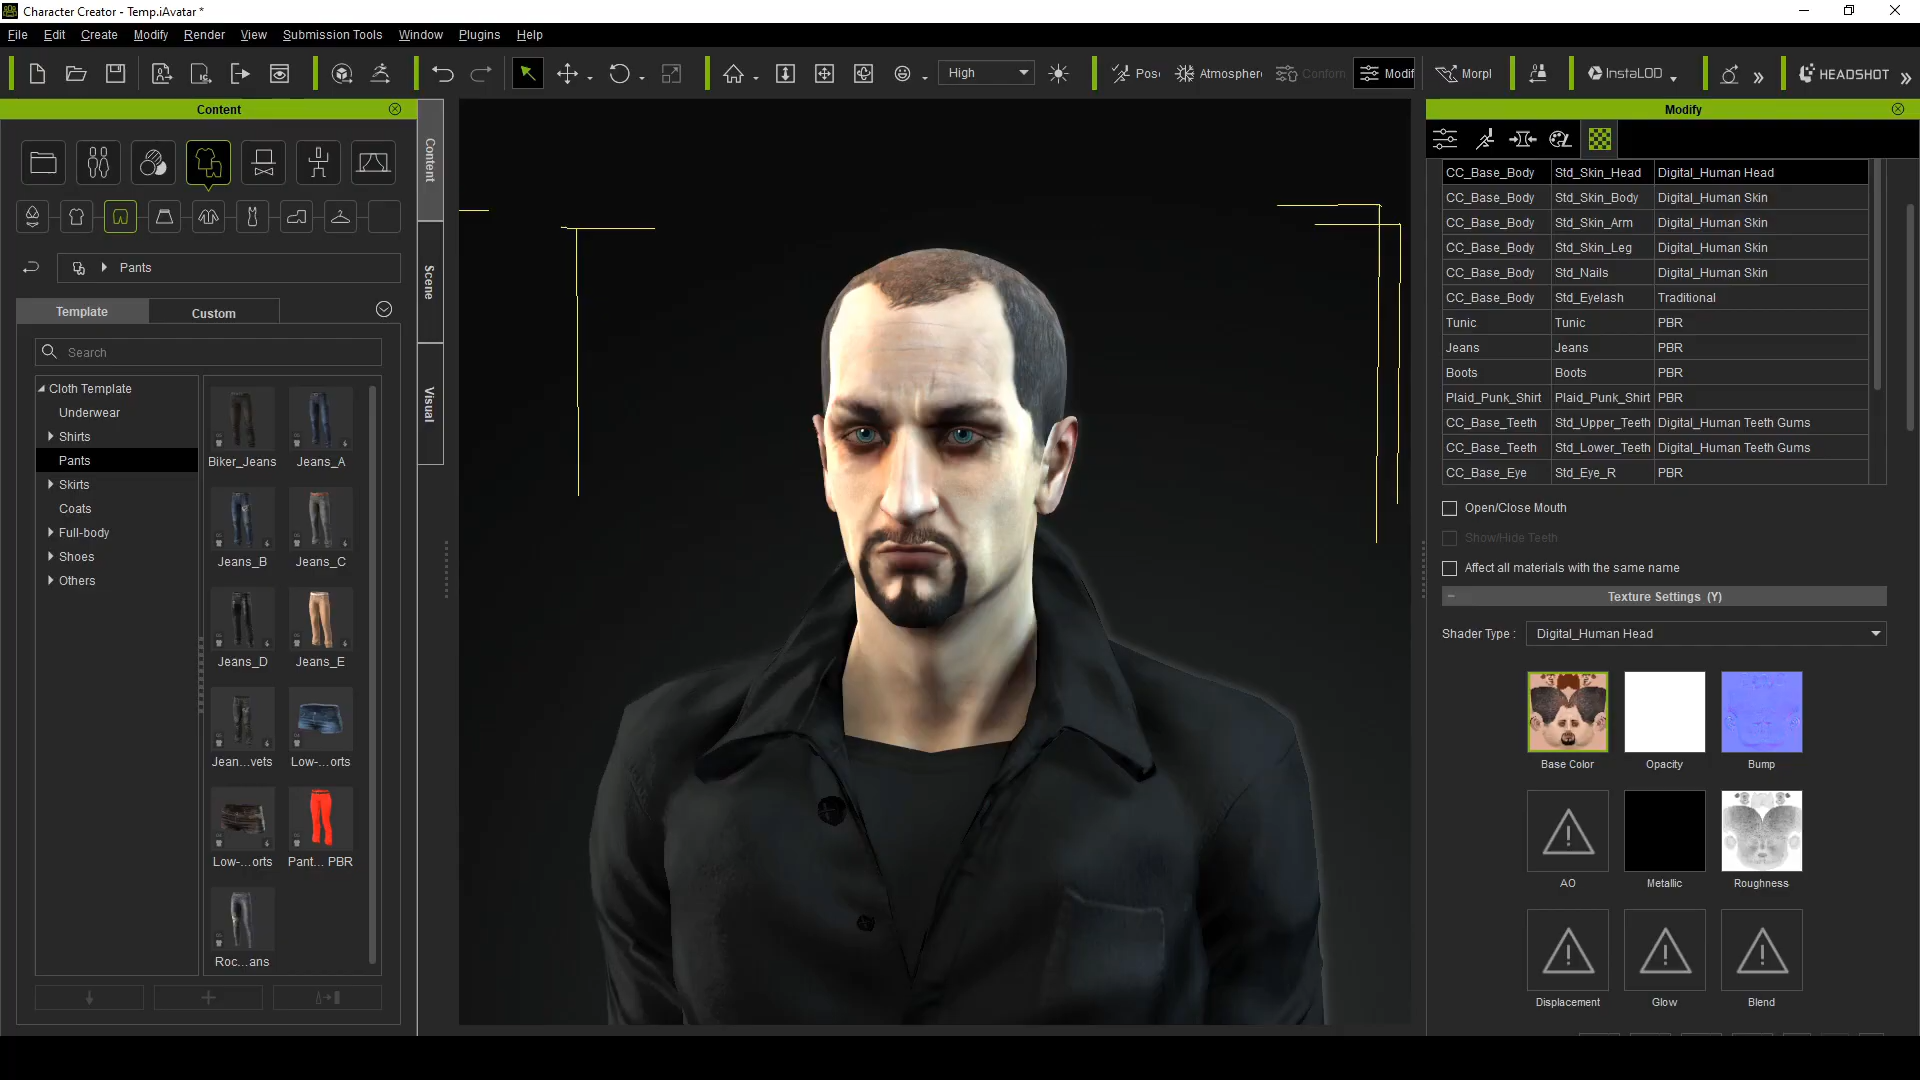 Character Creator - Temp.iAvatar *
File Edit Create Modify Render View Submission Tools Window Plugins Help
High Pos Atmospher Conform Modif Morpl InstaLOD HEADSHOT
Content
Pants
Template Custom
Search
Cloth Template
Underwear
Shirts
Pants
Skirts
Coats
Full-body
Shoes
Others
Biker_Jeans Jeans_A
Jeans_B Jeans_C
Jeans_D Jeans_E
Jean...vets Low-...orts
Low-...orts Pant... PBR
Roc...ans
Content
Scene
Visual
Modify
CC_Base_Body Std_Skin_Head Digital_Human Head
CC_Base_Body Std_Skin_Body Digital_Human Skin
CC_Base_Body Std_Skin_Arm Digital_Human Skin
CC_Base_Body Std_Skin_Leg Digital_Human Skin
CC_Base_Body Std_Nails Digital_Human Skin
CC_Base_Body Std_Eyelash Traditional
Tunic Tunic PBR
Jeans Jeans PBR
Boots Boots PBR
Plaid_Punk_Shirt Plaid_Punk_Shirt PBR
CC_Base_Teeth Std_Upper_Teeth Digital_Human Teeth Gums
CC_Base_Teeth Std_Lower_Teeth Digital_Human Teeth Gums
CC_Base_Eye Std_Eye_R PBR
Open/Close Mouth
Show/Hide Teeth
Affect all materials with the same name
Texture Settings (Y)
Shader Type : Digital_Human Head
Base Color Opacity Bump
AO Metallic Roughness
Displacement Glow Blend